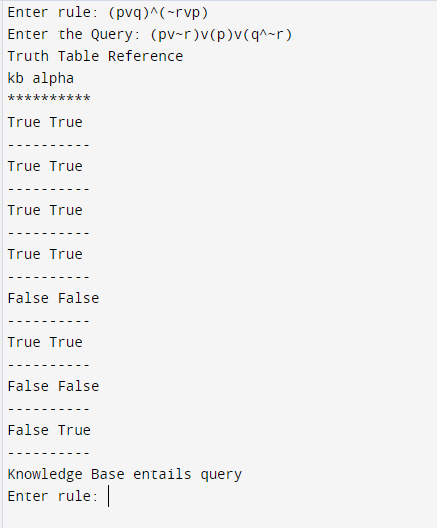 Enter rule: (pvq)^(~rvp)
Enter the Query: (pv~r)v(p)v(q^~r)
Truth Table Reference
kb alpha
**********
True True
----------
True True
----------
True True
----------
True True
----------
False False
----------
True True
----------
False False
----------
False True
----------
Knowledge Base entails query
Enter rule: